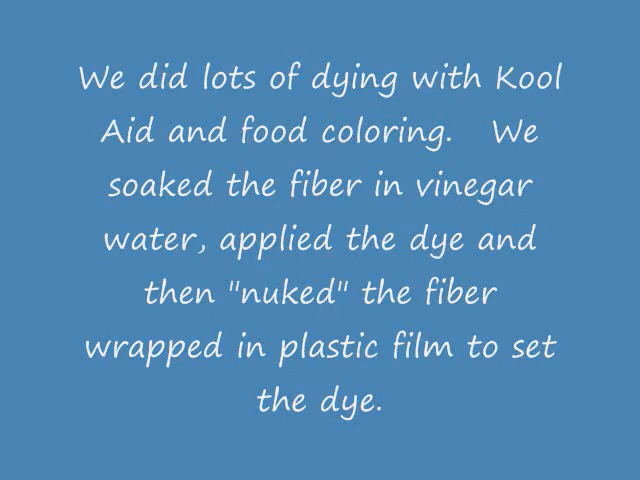 We did lots of dying with Kool
Aid and food coloring.   We
soaked the fiber in vinegar
water, applied the dye and
then "nuked" the fiber
wrapped in plastic film to set
the dye.